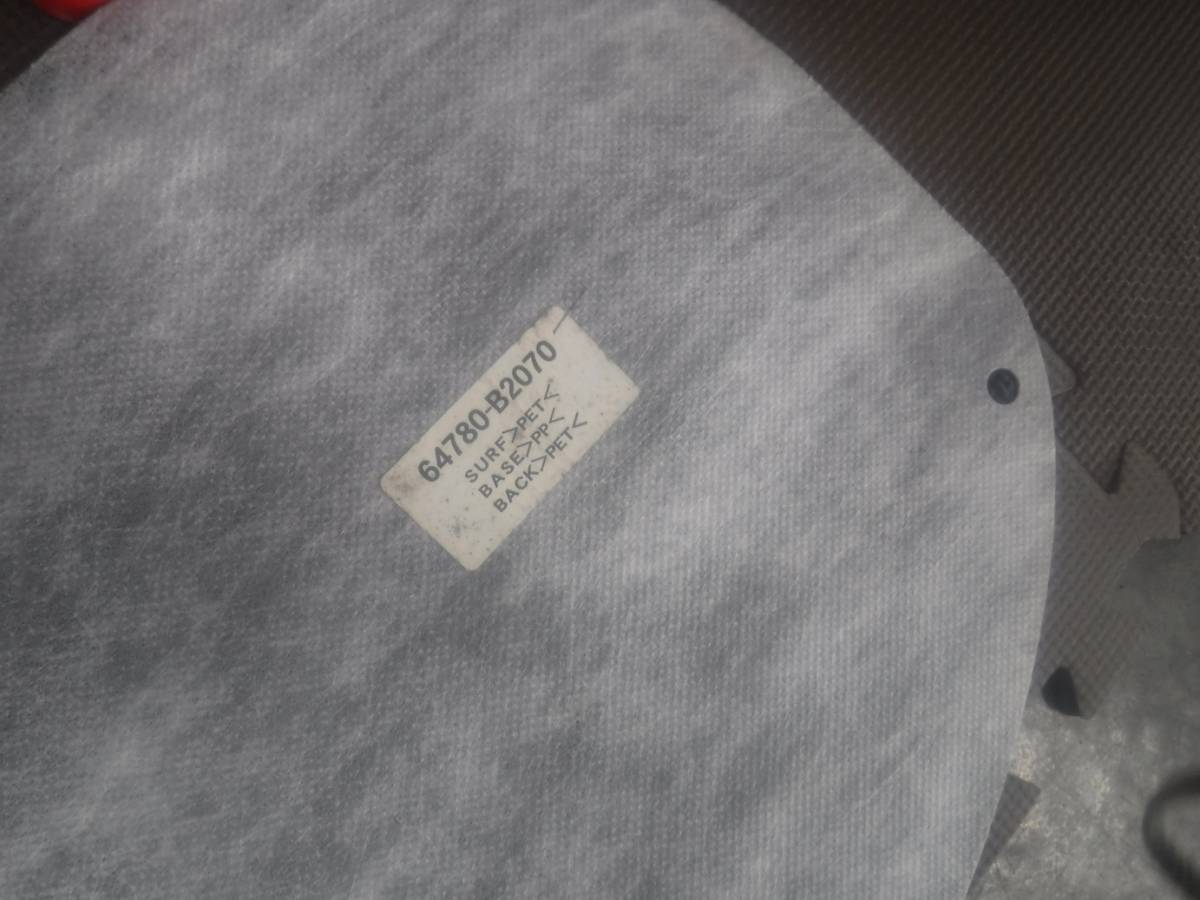 64780-B2070
SURF>PET<
BASE>PP<
BACK>PET<